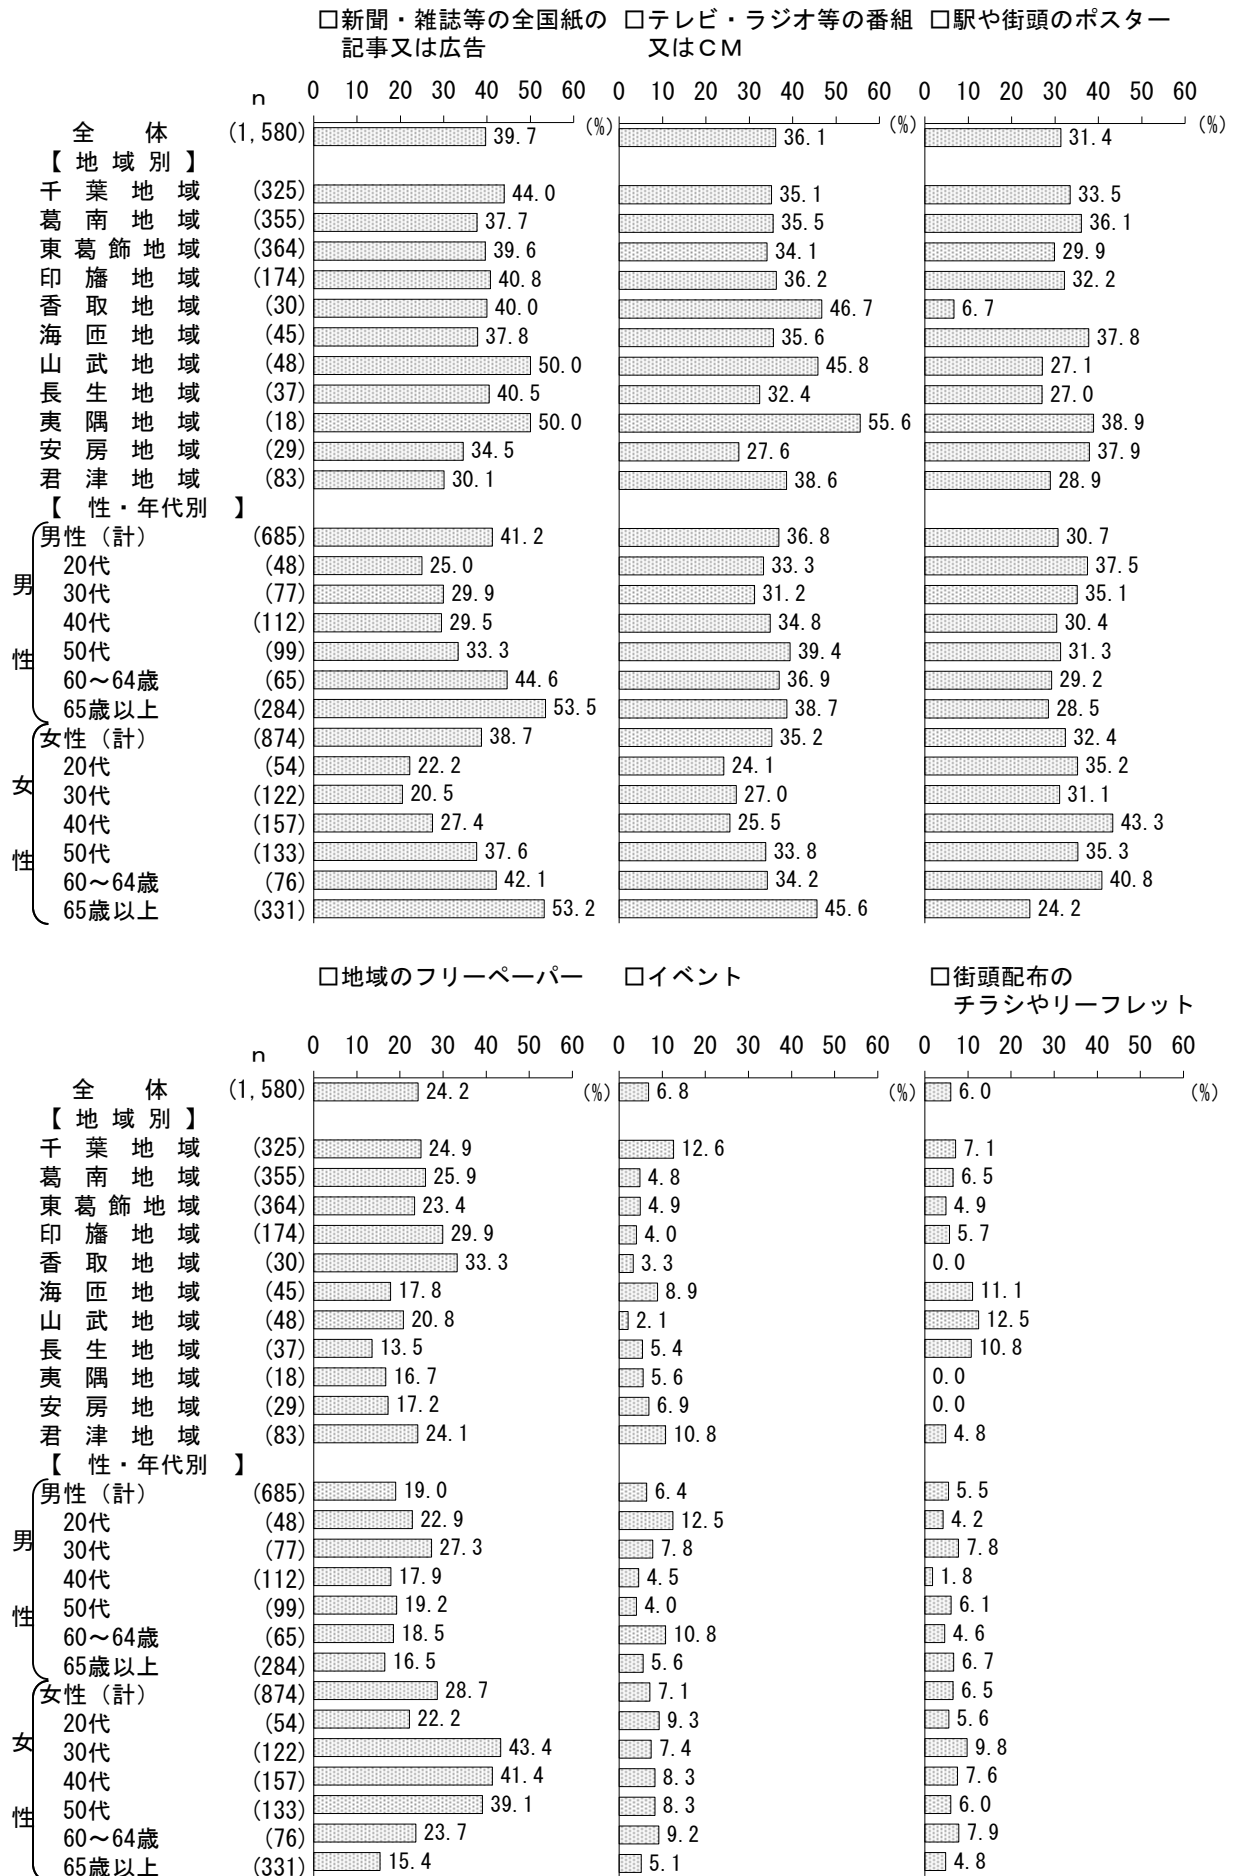 □新聞・雑誌等の全国紙の □テレビ・ラジオ等の番組 □駅や街頭のポスター
記事又は広告 又はＣＭ
n 0 10 20 30 40 50 60 0 10 20 30 40 50 60 0 10 20 30 40 50 60
(%) (%) (%)
全体 (1,580) 39.7 36.1 31.4
【地域別】
千葉地域 (325) 44.0 35.1 33.5
葛南地域 (355) 37.7 35.5 36.1
東葛飾地域 (364) 39.6 34.1 29.9
印旛地域 (174) 40.8 36.2 32.2
香取地域 (30) 40.0 46.7 6.7
海匝地域 (45) 37.8 35.6 37.8
山武地域 (48) 50.0 45.8 27.1
長生地域 (37) 40.5 32.4 27.0
夷隅地域 (18) 50.0 55.6 38.9
安房地域 (29) 34.5 27.6 37.9
君津地域 (83) 30.1 38.6 28.9
【性・年代別】
男性
男性（計） (685) 41.2 36.8 30.7
20代 (48) 25.0 33.3 37.5
30代 (77) 29.9 31.2 35.1
40代 (112) 29.5 34.8 30.4
50代 (99) 33.3 39.4 31.3
60～64歳 (65) 44.6 36.9 29.2
65歳以上 (284) 53.5 38.7 28.5
女性
女性（計） (874) 38.7 35.2 32.4
20代 (54) 22.2 24.1 35.2
30代 (122) 20.5 27.0 31.1
40代 (157) 27.4 25.5 43.3
50代 (133) 37.6 33.8 35.3
60～64歳 (76) 42.1 34.2 40.8
65歳以上 (331) 53.2 45.6 24.2
□地域のフリーペーパー □イベント □街頭配布の
チラシやリーフレット
n 0 10 20 30 40 50 60 0 10 20 30 40 50 60 0 10 20 30 40 50 60
(%) (%) (%)
全体 (1,580) 24.2 6.8 6.0
【地域別】
千葉地域 (325) 24.9 12.6 7.1
葛南地域 (355) 25.9 4.8 6.5
東葛飾地域 (364) 23.4 4.9 4.9
印旛地域 (174) 29.9 4.0 5.7
香取地域 (30) 33.3 3.3 0.0
海匝地域 (45) 17.8 8.9 11.1
山武地域 (48) 20.8 2.1 12.5
長生地域 (37) 13.5 5.4 10.8
夷隅地域 (18) 16.7 5.6 0.0
安房地域 (29) 17.2 6.9 0.0
君津地域 (83) 24.1 10.8 4.8
【性・年代別】
男性
男性（計） (685) 19.0 6.4 5.5
20代 (48) 22.9 12.5 4.2
30代 (77) 27.3 7.8 7.8
40代 (112) 17.9 4.5 1.8
50代 (99) 19.2 4.0 6.1
60～64歳 (65) 18.5 10.8 4.6
65歳以上 (284) 16.5 5.6 6.7
女性
女性（計） (874) 28.7 7.1 6.5
20代 (54) 22.2 9.3 5.6
30代 (122) 43.4 7.4 9.8
40代 (157) 41.4 8.3 7.6
50代 (133) 39.1 8.3 6.0
60～64歳 (76) 23.7 9.2 7.9
65歳以上 (331) 15.4 5.1 4.8